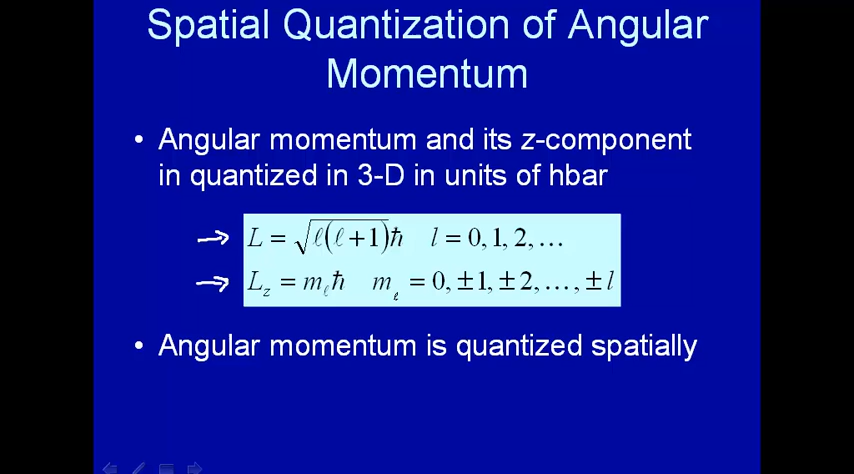 Spatial Quantization of Angular
Momentum
• Angular momentum and its z-component
in quantized in 3-D in units of hbar
→ L = √ℓ(ℓ+1)ħ l = 0, 1, 2, …
→ L_z = m_ℓ ħ m_ℓ = 0, ±1, ±2, …, ±l
• Angular momentum is quantized spatially